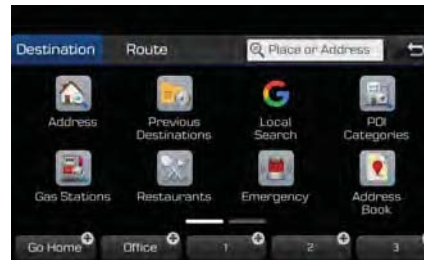 Destination
Route
Place or Address
Address
Previous
Destinations
Local
Search
POI
Categories
Gas Stations
Restaurants
Emergency
Address
Book
Go Home
Office
1
2
3